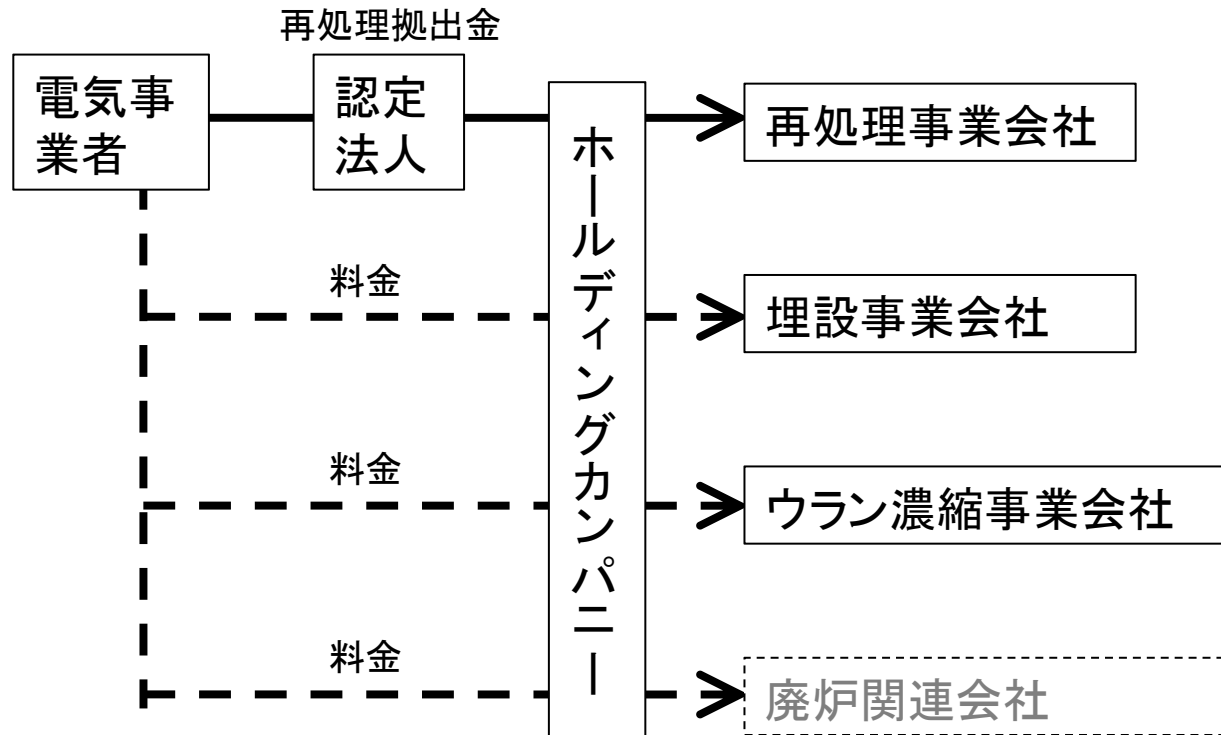 再処理拠出金
電気事
業者
認定
法人
ホールディングカンパニー
再処理事業会社
料金
埋設事業会社
料金
ウラン濃縮事業会社
料金
廃炉関連会社